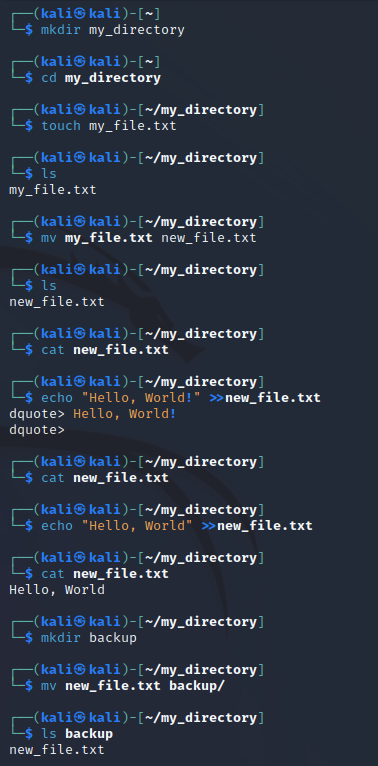 ┌──(kali㉿kali)-[~]
└─$ mkdir my_directory
┌──(kali㉿kali)-[~]
└─$ cd my_directory
┌──(kali㉿kali)-[~/my_directory]
└─$ touch my_file.txt
┌──(kali㉿kali)-[~/my_directory]
└─$ ls
my_file.txt
┌──(kali㉿kali)-[~/my_directory]
└─$ mv my_file.txt new_file.txt
┌──(kali㉿kali)-[~/my_directory]
└─$ ls
new_file.txt
┌──(kali㉿kali)-[~/my_directory]
└─$ cat new_file.txt
┌──(kali㉿kali)-[~/my_directory]
└─$ echo "Hello, World!" >>new_file.txt
dquote> Hello, World!
dquote>
┌──(kali㉿kali)-[~/my_directory]
└─$ cat new_file.txt
┌──(kali㉿kali)-[~/my_directory]
└─$ echo "Hello, World" >>new_file.txt
┌──(kali㉿kali)-[~/my_directory]
└─$ cat new_file.txt
Hello, World
┌──(kali㉿kali)-[~/my_directory]
└─$ mkdir backup
┌──(kali㉿kali)-[~/my_directory]
└─$ mv new_file.txt backup/
┌──(kali㉿kali)-[~/my_directory]
└─$ ls backup
new_file.txt